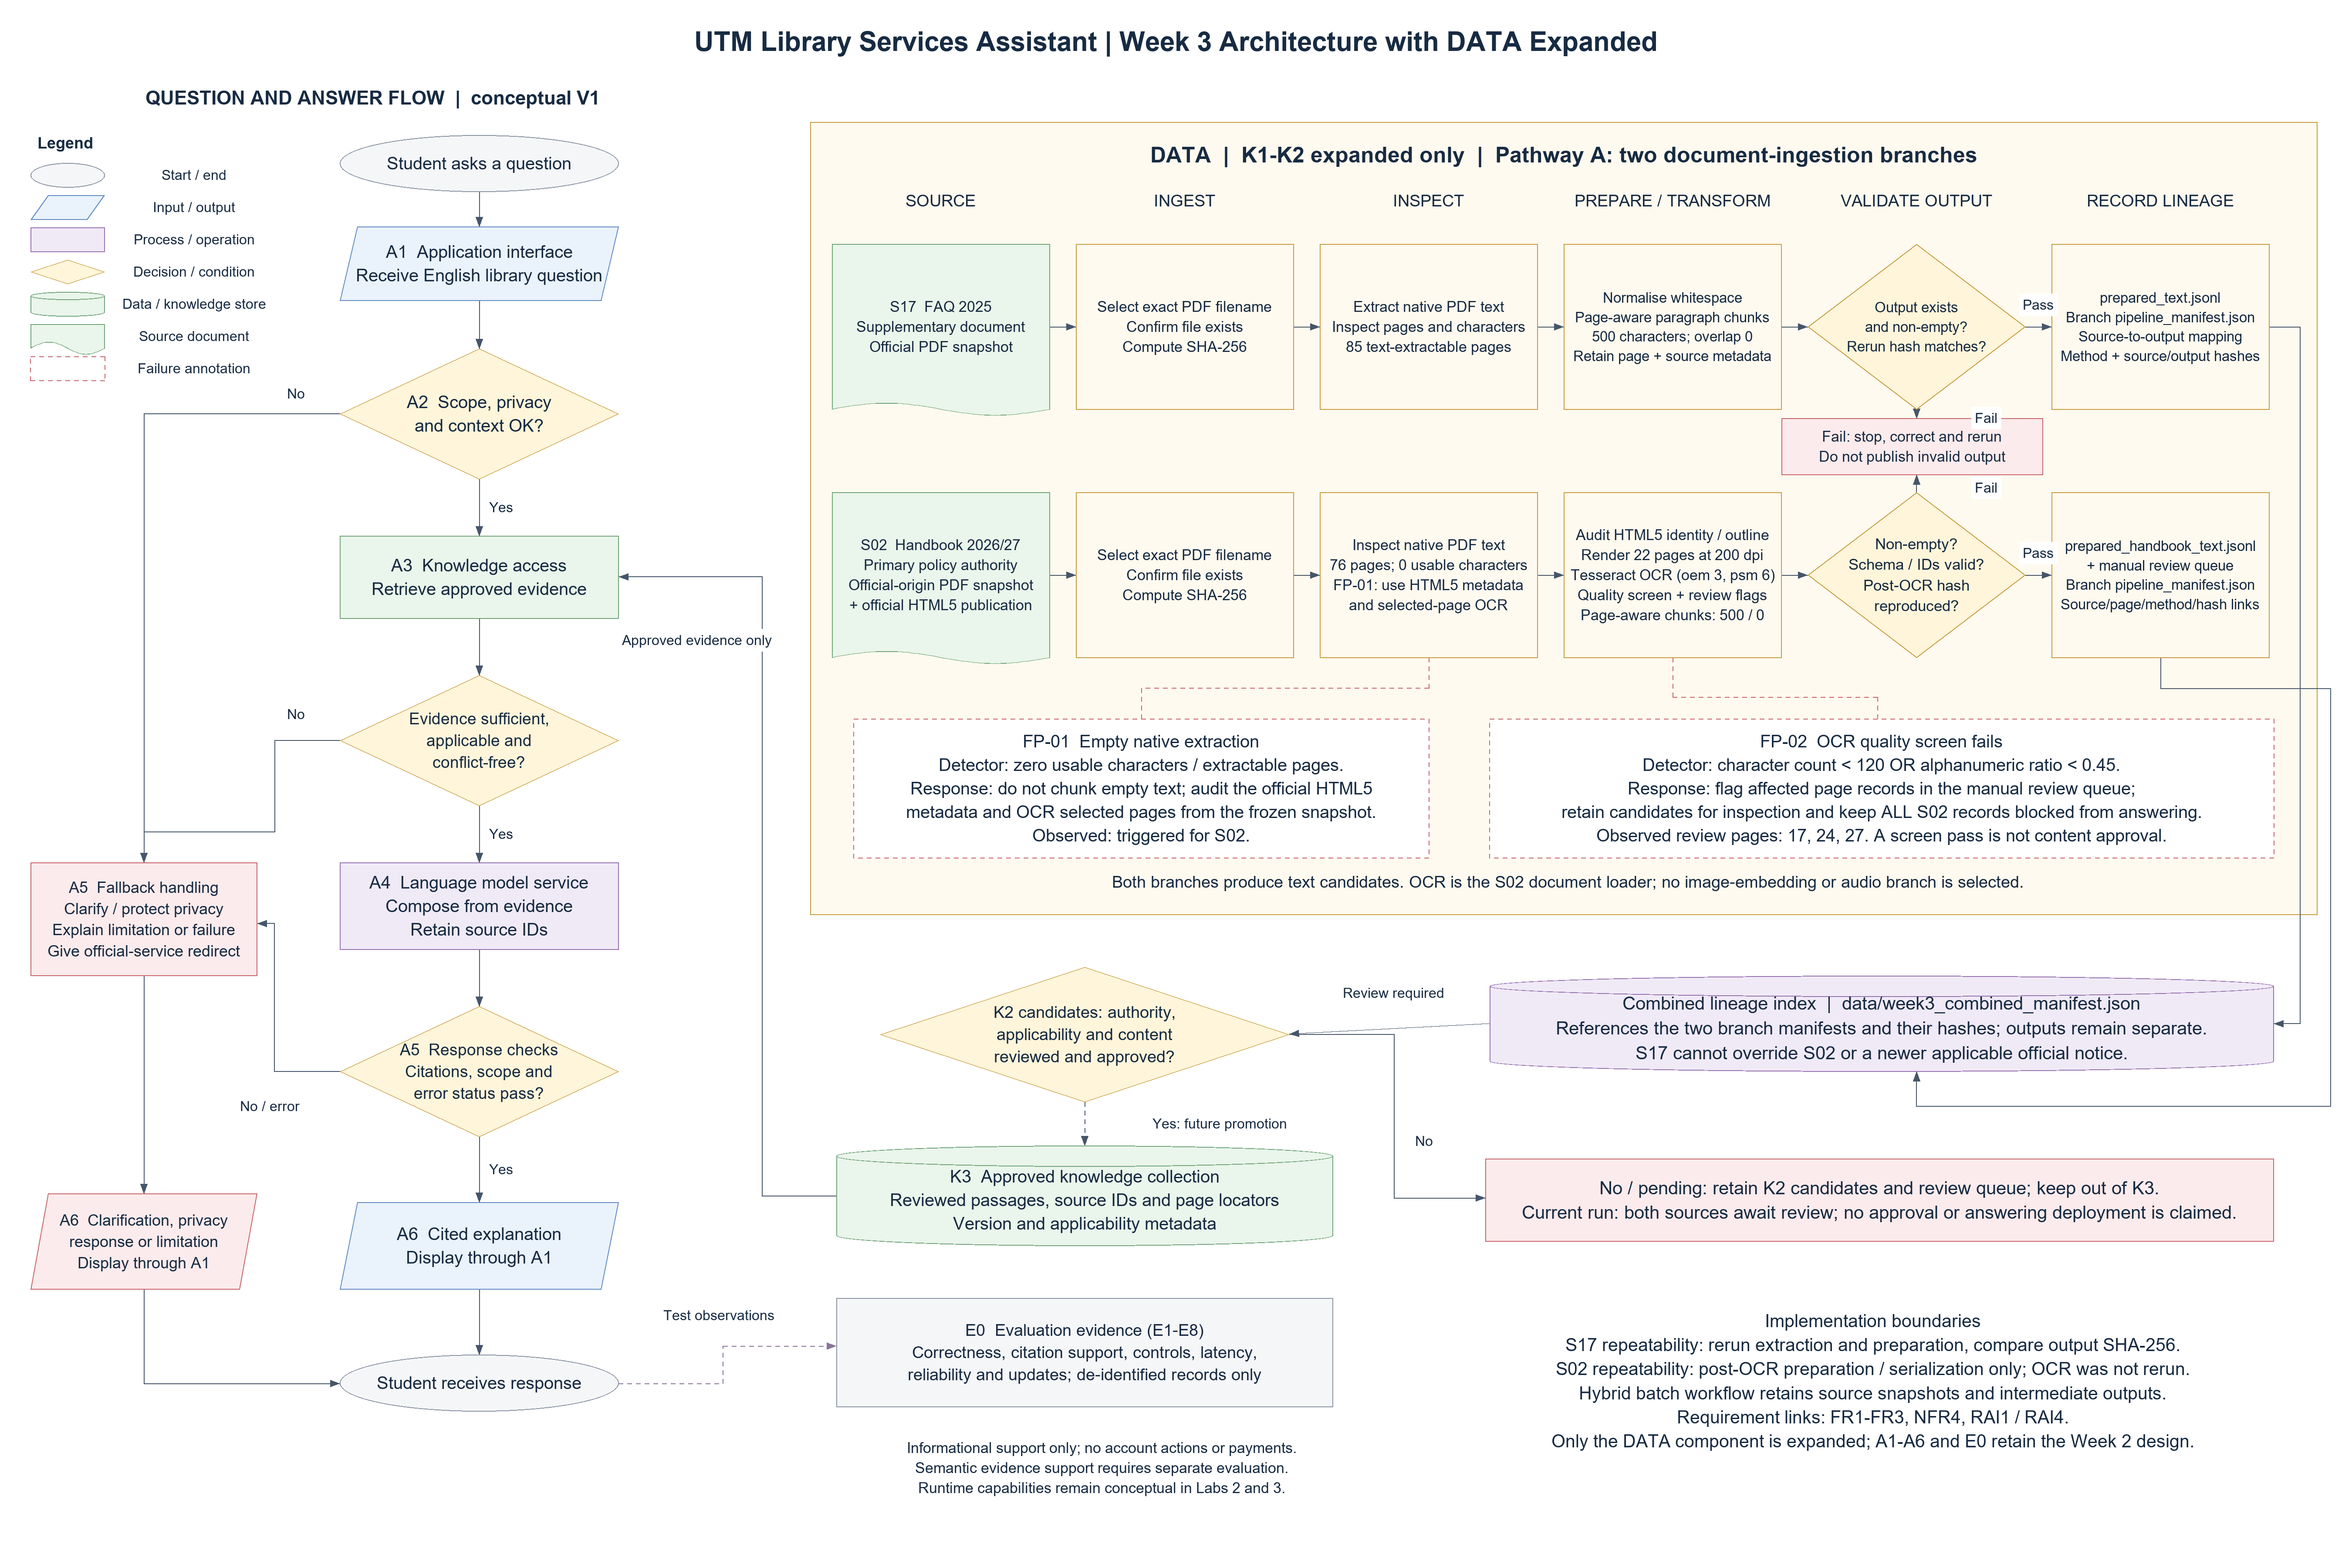 UTM Library Services Assistant | Week 3 Architecture with DATA Expanded
QUESTION AND ANSWER FLOW | conceptual V1
Legend
Start / end
Input / output
Process / operation
Decision / condition
Data / knowledge store
Source document
Failure annotation
Student asks a question
A1 Application interface
Receive English library question
A2 Scope, privacy
and context OK?
No
Yes
A3 Knowledge access
Retrieve approved evidence
Approved evidence only
Evidence sufficient,
applicable and
conflict-free?
No
Yes
A4 Language model service
Compose from evidence
Retain source IDs
A5 Fallback handling
Clarify / protect privacy
Explain limitation or failure
Give official-service redirect
A5 Response checks
Citations, scope and
error status pass?
No / error
Yes
A6 Clarification, privacy
response or limitation
Display through A1
A6 Cited explanation
Display through A1
Student receives response
Test observations
DATA | K1-K2 expanded only | Pathway A: two document-ingestion branches
SOURCE
INGEST
INSPECT
PREPARE / TRANSFORM
VALIDATE OUTPUT
RECORD LINEAGE
S17 FAQ 2025
Supplementary document
Official PDF snapshot
Select exact PDF filename
Confirm file exists
Compute SHA-256
Extract native PDF text
Inspect pages and characters
85 text-extractable pages
Normalise whitespace
Page-aware paragraph chunks
500 characters; overlap 0
Retain page + source metadata
Output exists
and non-empty?
Rerun hash matches?
Pass
prepared_text.jsonl
Branch pipeline_manifest.json
Source-to-output mapping
Method + source/output hashes
Fail
Fail: stop, correct and rerun
Do not publish invalid output
Fail
S02 Handbook 2026/27
Primary policy authority
Official-origin PDF snapshot
+ official HTML5 publication
Select exact PDF filename
Confirm file exists
Compute SHA-256
Inspect native PDF text
76 pages; 0 usable characters
FP-01: use HTML5 metadata
and selected-page OCR
Audit HTML5 identity / outline
Render 22 pages at 200 dpi
Tesseract OCR (oem 3, psm 6)
Quality screen + review flags
Page-aware chunks: 500 / 0
Non-empty?
Schema / IDs valid?
Post-OCR hash
reproduced?
Pass
prepared_handbook_text.jsonl
+ manual review queue
Branch pipeline_manifest.json
Source/page/method/hash links
FP-01 Empty native extraction
Detector: zero usable characters / extractable pages.
Response: do not chunk empty text; audit the official HTML5
metadata and OCR selected pages from the frozen snapshot.
Observed: triggered for S02.
FP-02 OCR quality screen fails
Detector: character count < 120 OR alphanumeric ratio < 0.45.
Response: flag affected page records in the manual review queue;
retain candidates for inspection and keep ALL S02 records blocked from answering.
Observed review pages: 17, 24, 27. A screen pass is not content approval.
Both branches produce text candidates. OCR is the S02 document loader; no image-embedding or audio branch is selected.
K2 candidates: authority,
applicability and content
reviewed and approved?
Review required
Combined lineage index | data/week3_combined_manifest.json
References the two branch manifests and their hashes; outputs remain separate.
S17 cannot override S02 or a newer applicable official notice.
Yes: future promotion
No
K3 Approved knowledge collection
Reviewed passages, source IDs and page locators
Version and applicability metadata
No / pending: retain K2 candidates and review queue; keep out of K3.
Current run: both sources await review; no approval or answering deployment is claimed.
E0 Evaluation evidence (E1-E8)
Correctness, citation support, controls, latency,
reliability and updates; de-identified records only
Informational support only; no account actions or payments.
Semantic evidence support requires separate evaluation.
Runtime capabilities remain conceptual in Labs 2 and 3.
Implementation boundaries
S17 repeatability: rerun extraction and preparation, compare output SHA-256.
S02 repeatability: post-OCR preparation / serialization only; OCR was not rerun.
Hybrid batch workflow retains source snapshots and intermediate outputs.
Requirement links: FR1-FR3, NFR4, RAI1 / RAI4.
Only the DATA component is expanded; A1-A6 and E0 retain the Week 2 design.